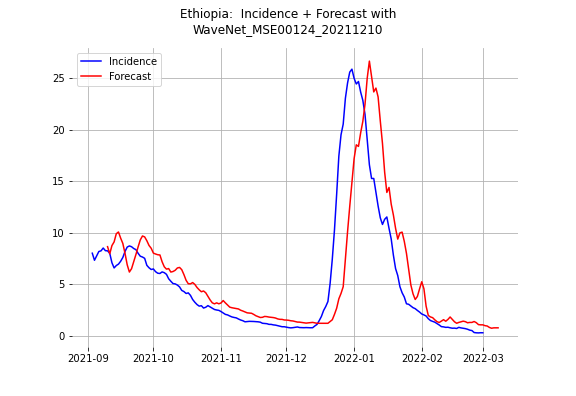 Ethiopia:  Incidence + Forecast with
WaveNet_MSE00124_20211210
Incidence
Forecast
25
20
15
10
5
0
2021-09 2021-10 2021-11 2021-12 2022-01 2022-02 2022-03